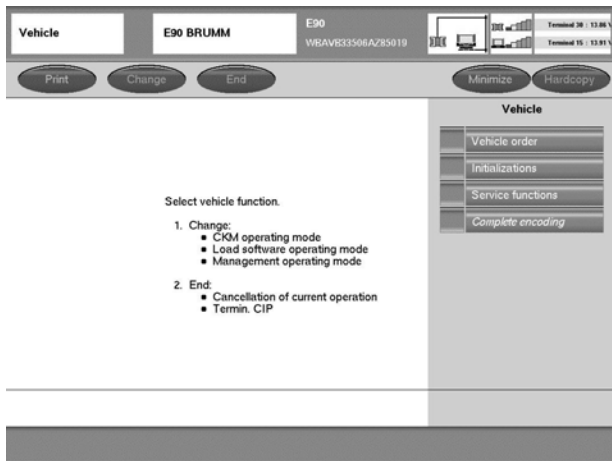 Vehicle
E90 BRUMM
E90
WBAVB33506AZ85019
Terminal 30 : 13.86 V
Terminal 15 : 13.91 V
Print
Change
End
Minimize
Hardcopy
Vehicle
Vehicle order
Initializations
Service functions
Complete encoding
Select vehicle function.
1. Change:
• CKM operating mode
• Load software operating mode
• Management operating mode
2. End:
• Cancellation of current operation
• Termin. CIP